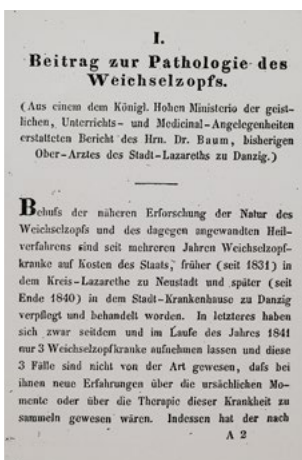 I.
Beitrag zur Pathologie des
Weichselzopfs.
(Aus einem dem Königl. Hohen Ministerio der geist-
lichen, Unterrichts- und Medicinal-Angelegenheiten
erstatteten Bericht des Hrn. Dr. Baum, bisherigen
Ober-Arztes des Stadt-Lazareths zu Danzig.)
Behufs der näheren Erforschung der Natur des
Weichselzopfs und des dagegen angewandten Heil-
verfahrens sind seit mehreren Jahren Weichselzopf-
kranke auf Kosten des Staats, früher (seit 1831) in
dem Kreis-Lazarethe zu Neustadt und später (seit
Ende 1840) in dem Stadt-Krankenhause zu Danzig
verpflegt und behandelt worden. In letzteres haben
sich zwar seitdem und im Laufe des Jahres 1841
nur 3 Weichselzopfkranke aufnehmen lassen und diese
3 Fälle sind nicht von der Art gewesen, daſs bei
ihnen neue Erfahrungen über die ursächlichen Mo-
mente oder über die Therapie dieser Krankheit zu
sammeln gewesen wären. Indessen hat der nach
A 2